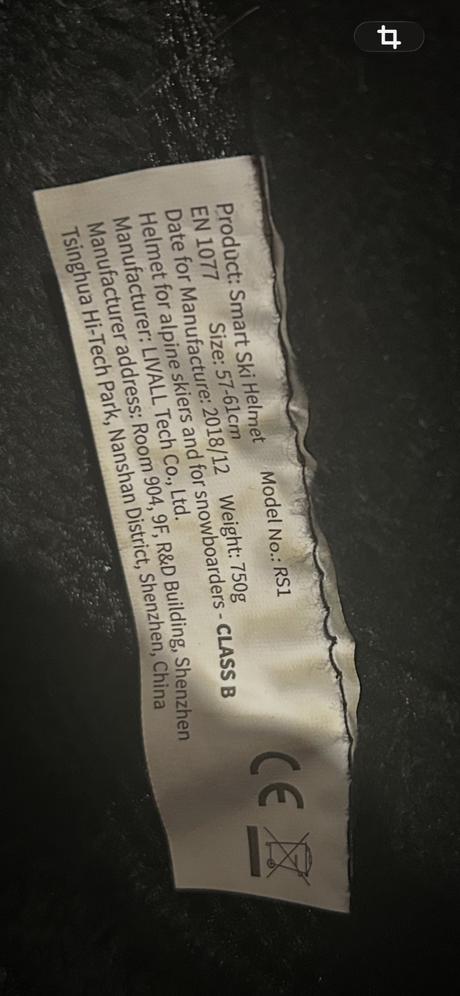 Product: Smart Ski Helmet Model No.: RS1
EN 1077 Size: 57-61cm Weight: 750g
Date for Manufacture: 2018/12
Helmet for alpine skiers and for snowboarders - CLASS B
Manufacturer: LIVALL Tech Co., Ltd.
Manufacturer address: Room 904, 9F, R&D Building, Shenzhen
Tsinghua Hi-Tech Park, Nanshan District, Shenzhen, China
CE